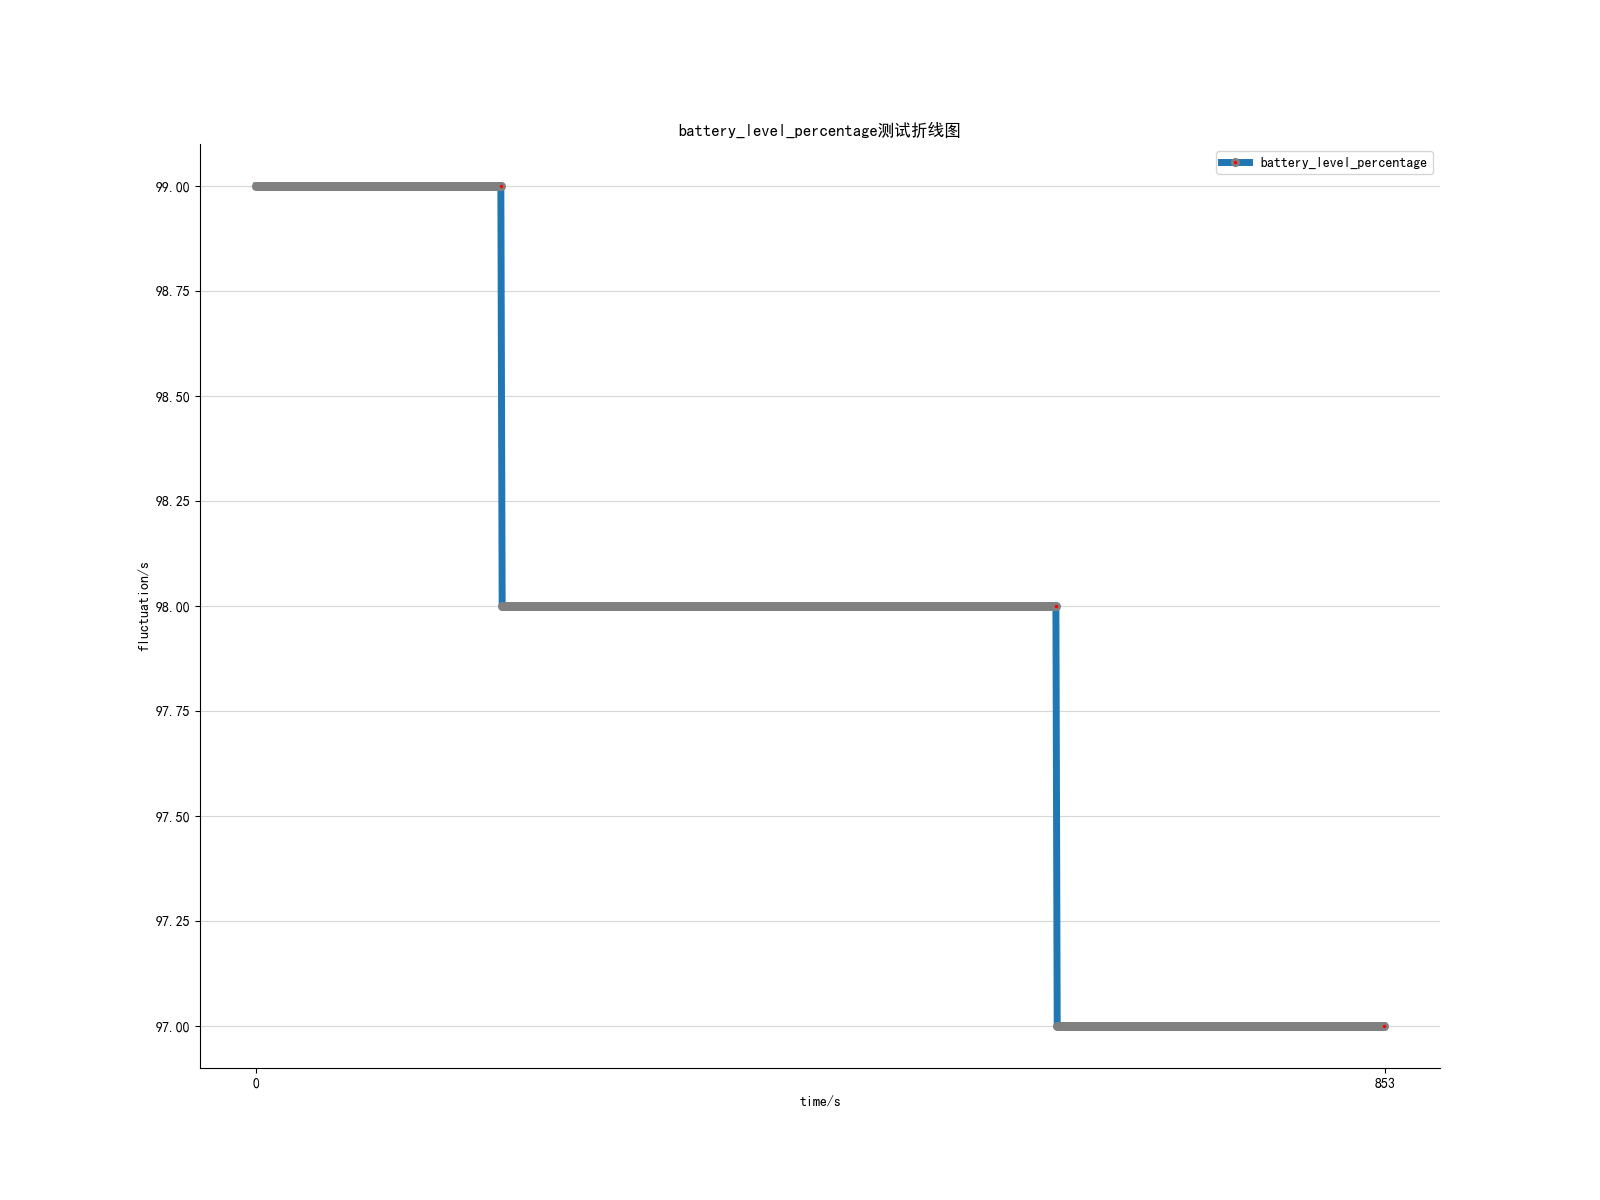 battery_level_percentage测试折线图
battery_level_percentage
99.00
98.75
98.50
98.25
98.00
97.75
97.50
97.25
97.00
fluctuation/s
0
853
time/s